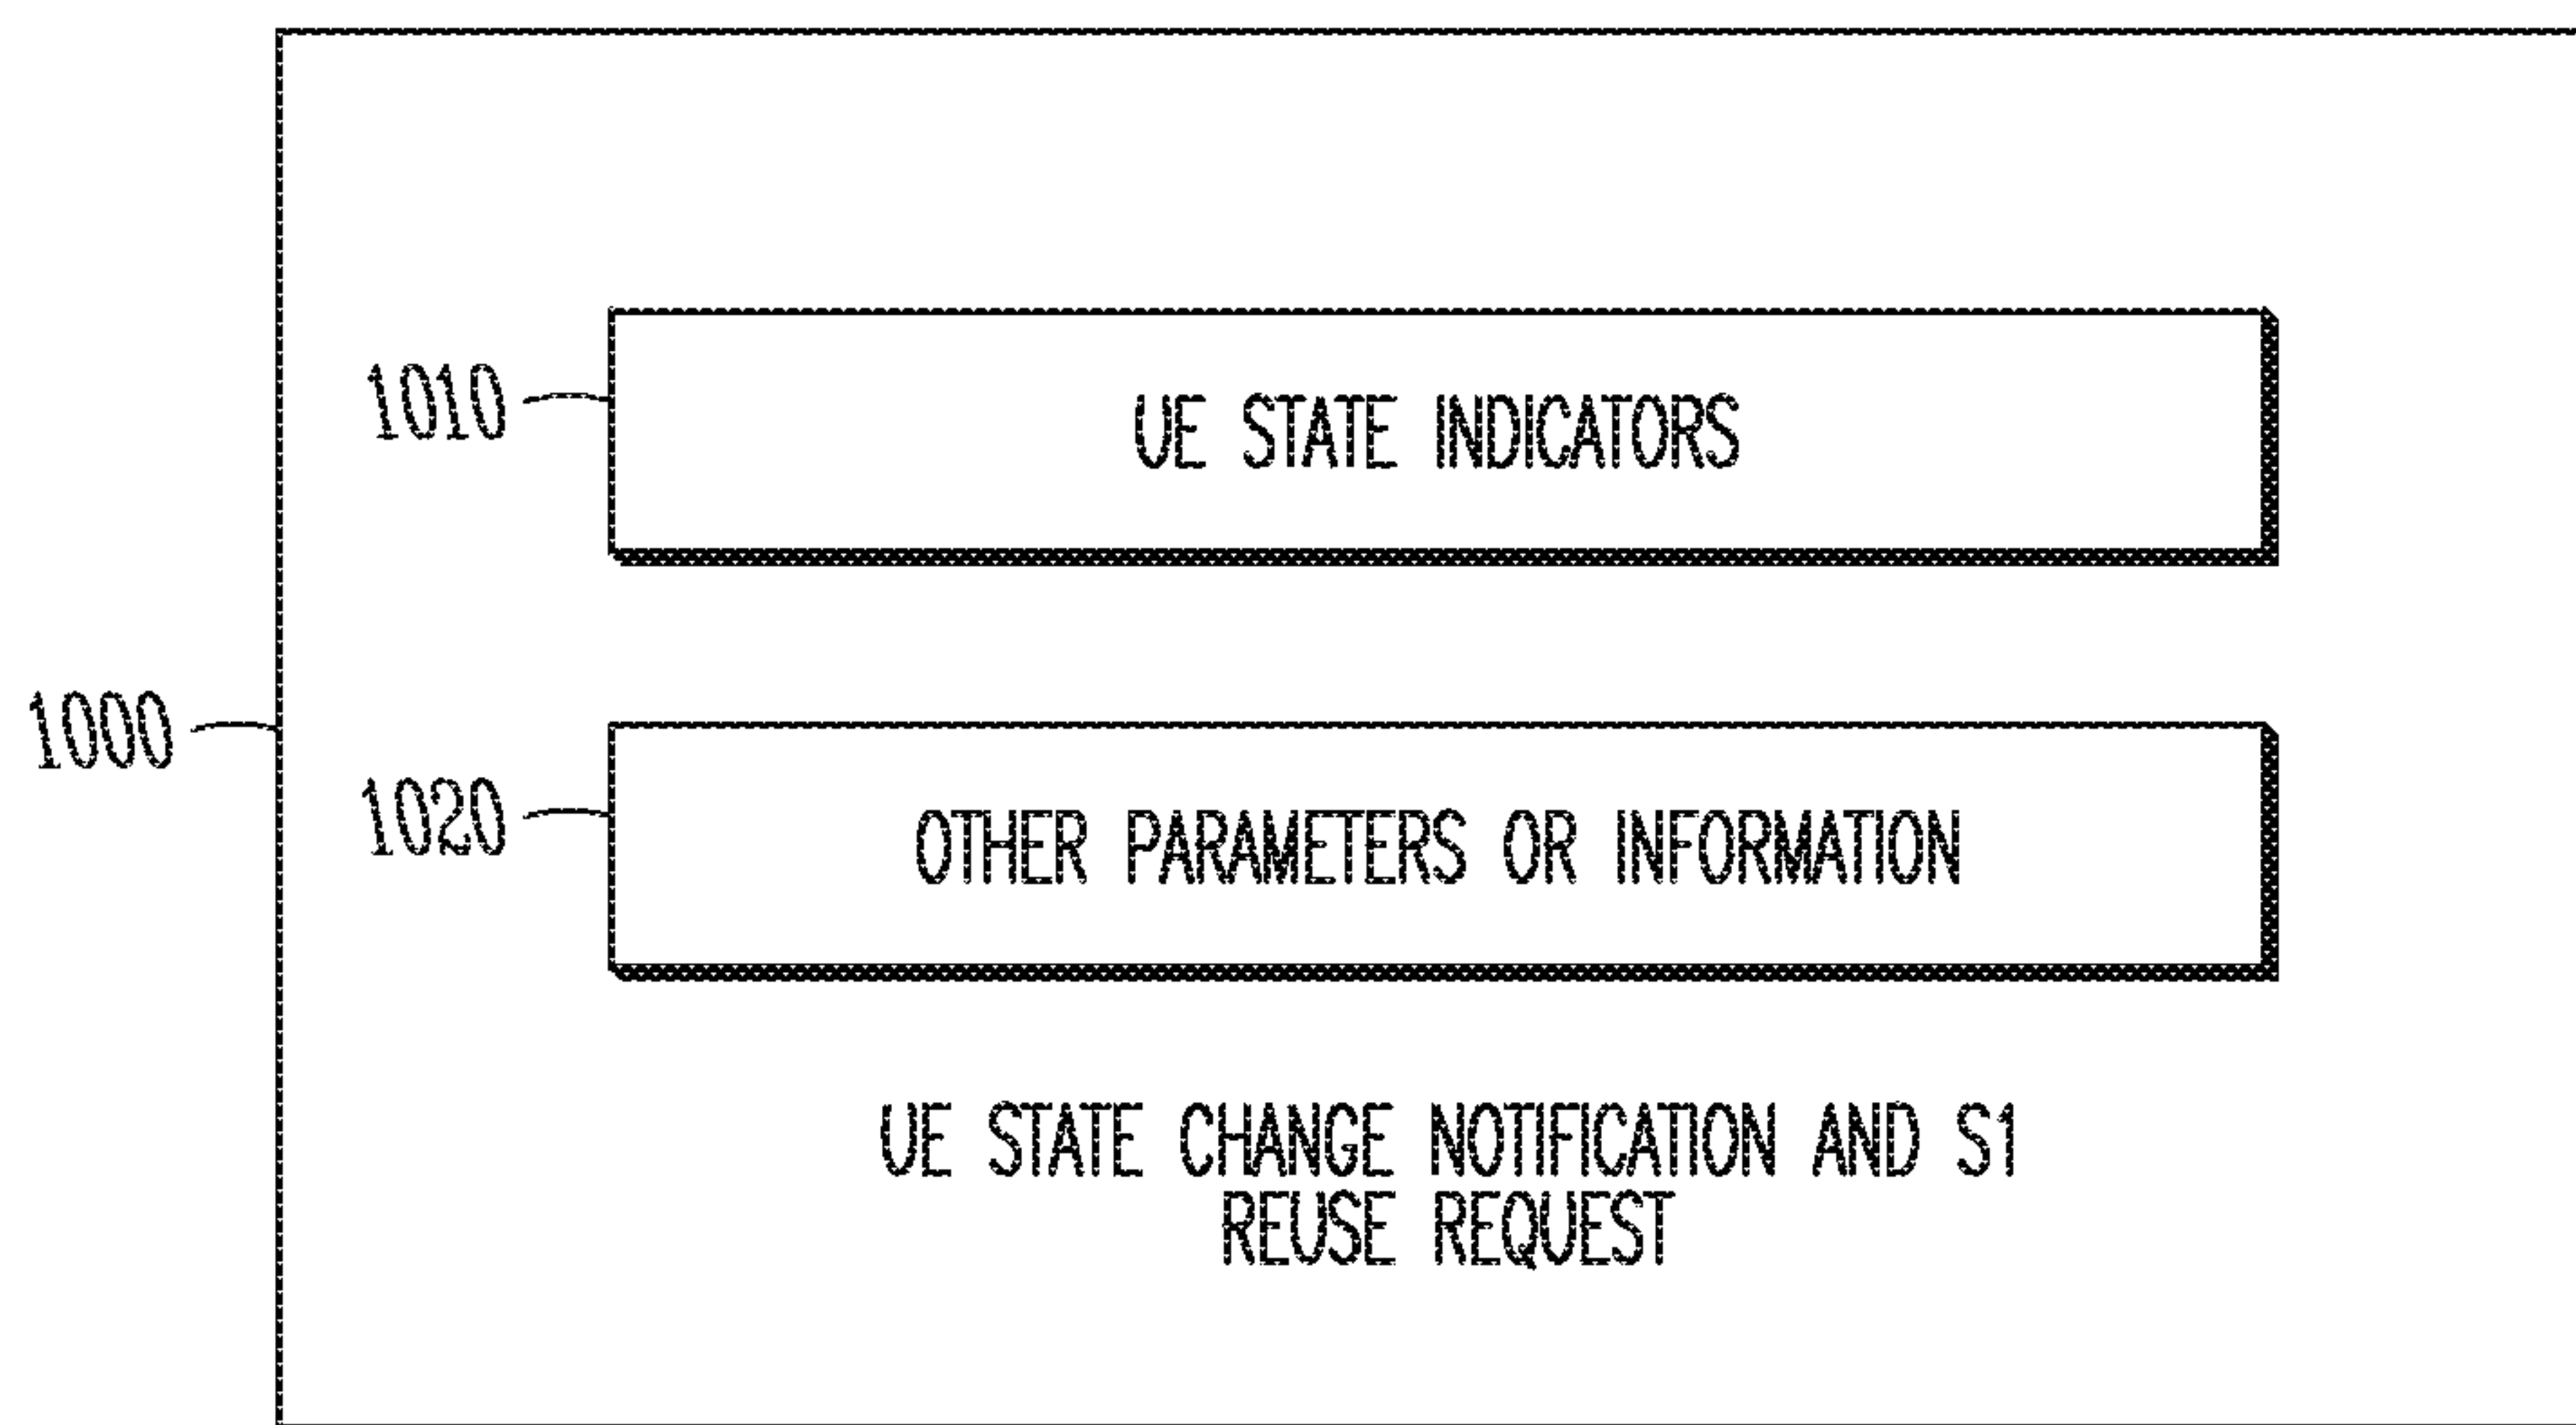 1010
UE STATE INDICATORS
1000
1020
OTHER PARAMETERS OR INFORMATION
UE STATE CHANGE NOTIFICATION AND S1
REUSE REQUEST